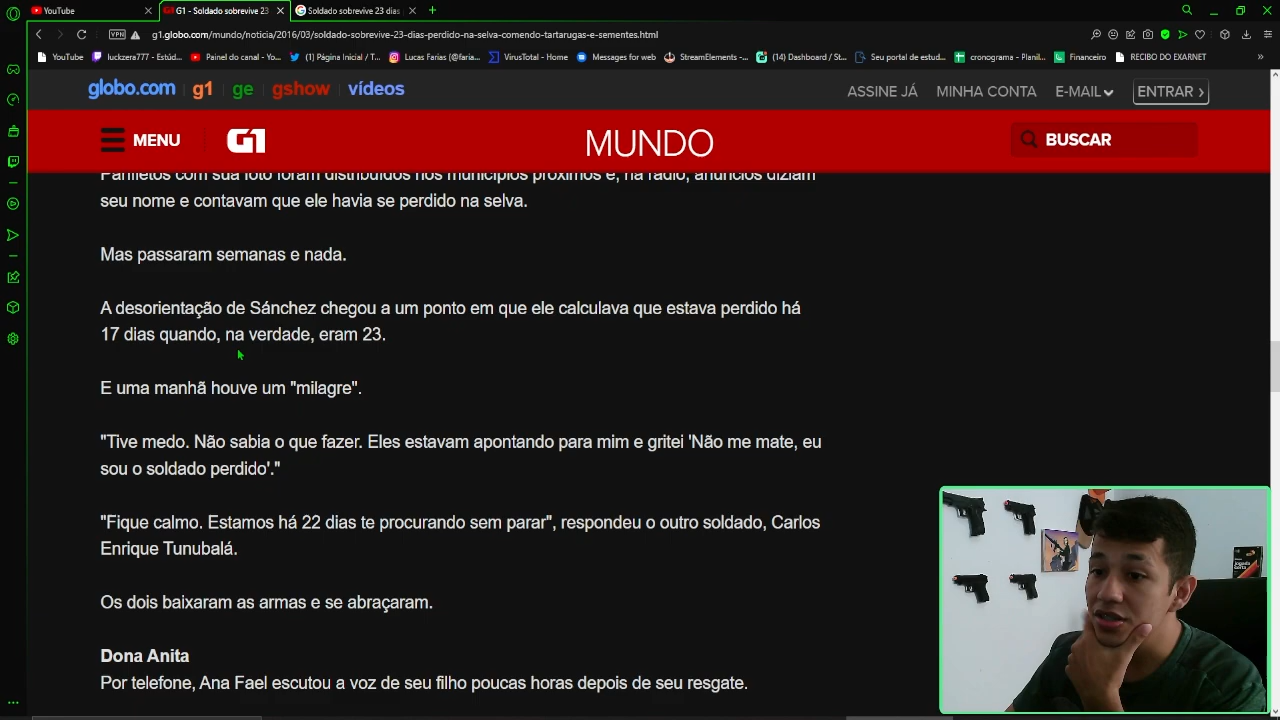 YouTube
G1 - Soldado sobrevive 23
Soldado sobrevive 23 dias
VPN
g1.globo.com/mundo/noticia/2016/03/soldado-sobrevive-23-dias-perdido-na-selva-comendo-tartarugas-e-sementes.html
YouTube
luckzera777 - Estúd...
Painel do canal - Yo...
(1) Página Inicial / T...
Lucas Farias (@faria...
VirusTotal - Home
Messages for web
StreamElements -...
(14) Dashboard / St...
Seu portal de estud...
cronograma - Planil...
Financeiro
RECIBO DO EXARNET
globo.com
g1
ge
gshow
vídeos
ASSINE JÁ
MINHA CONTA
E-MAIL
ENTRAR
MENU
G1
MUNDO
BUSCAR
Panfletos com sua foto foram distribuídos nos municípios próximos e, na rádio, anúncios diziam
seu nome e contavam que ele havia se perdido na selva.
Mas passaram semanas e nada.
A desorientação de Sánchez chegou a um ponto em que ele calculava que estava perdido há
17 dias quando, na verdade, eram 23.
E uma manhã houve um "milagre".
"Tive medo. Não sabia o que fazer. Eles estavam apontando para mim e gritei 'Não me mate, eu
sou o soldado perdido'."
"Fique calmo. Estamos há 22 dias te procurando sem parar", respondeu o outro soldado, Carlos
Enrique Tunubalá.
Os dois baixaram as armas e se abraçaram.
Dona Anita
Por telefone, Ana Fael escutou a voz de seu filho poucas horas depois de seu resgate.